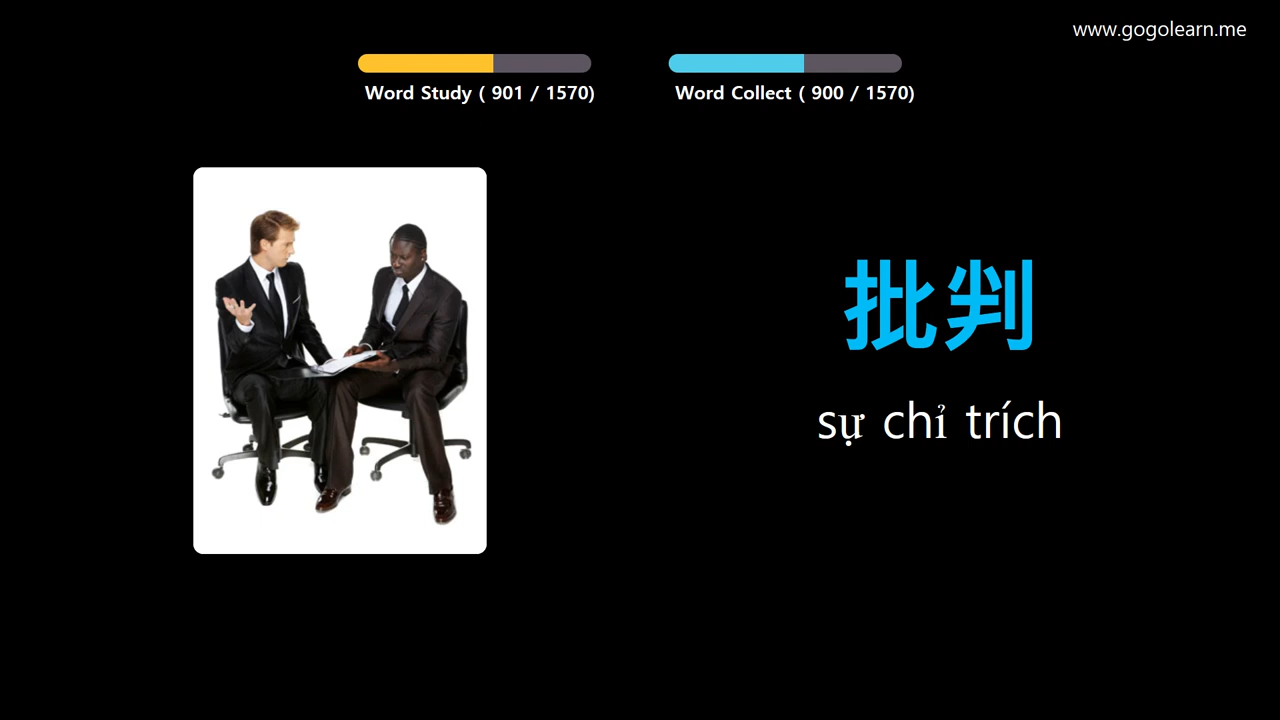 www.gogolearn.me
Word Study ( 901 / 1570)
Word Collect ( 900 / 1570)
批判
sự chỉ trích